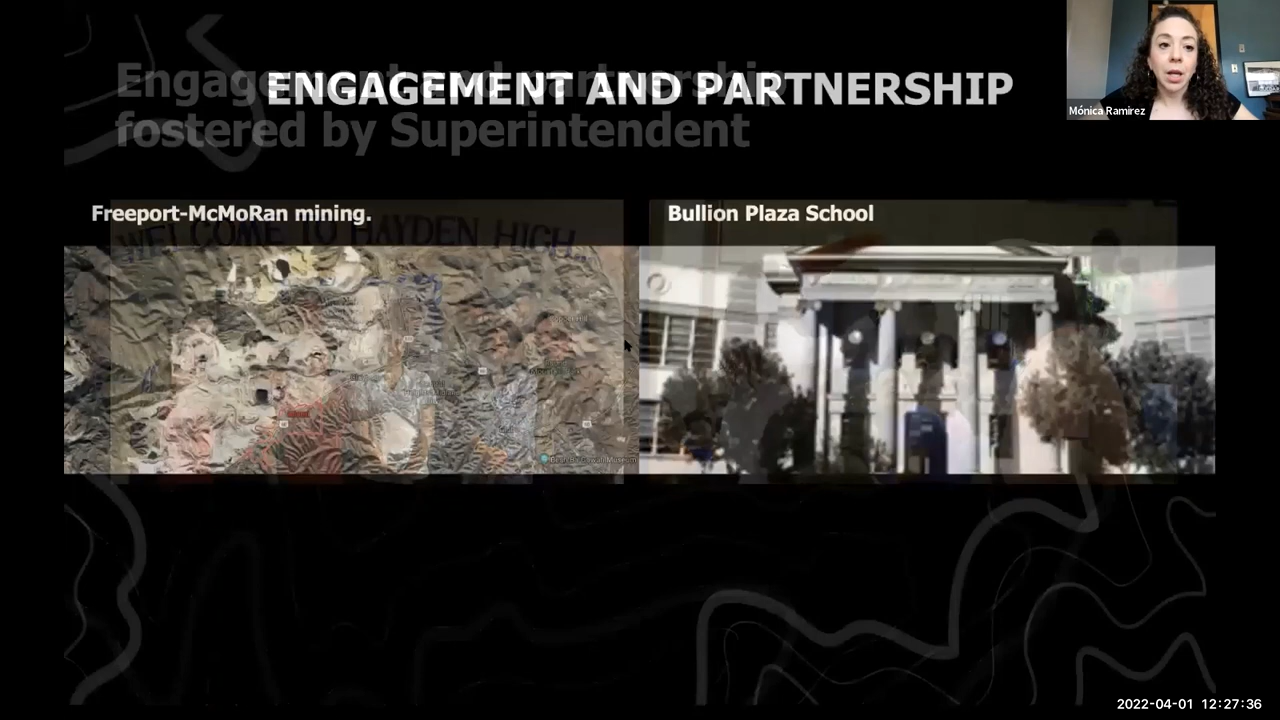 ENGAGEMENT AND PARTNERSHIP
fostered by Superintendent
Mónica Ramirez
Freeport-McMoRan mining.
Bullion Plaza School
WELCOME TO HAYDEN HIGH
2022-04-01 12:27:36